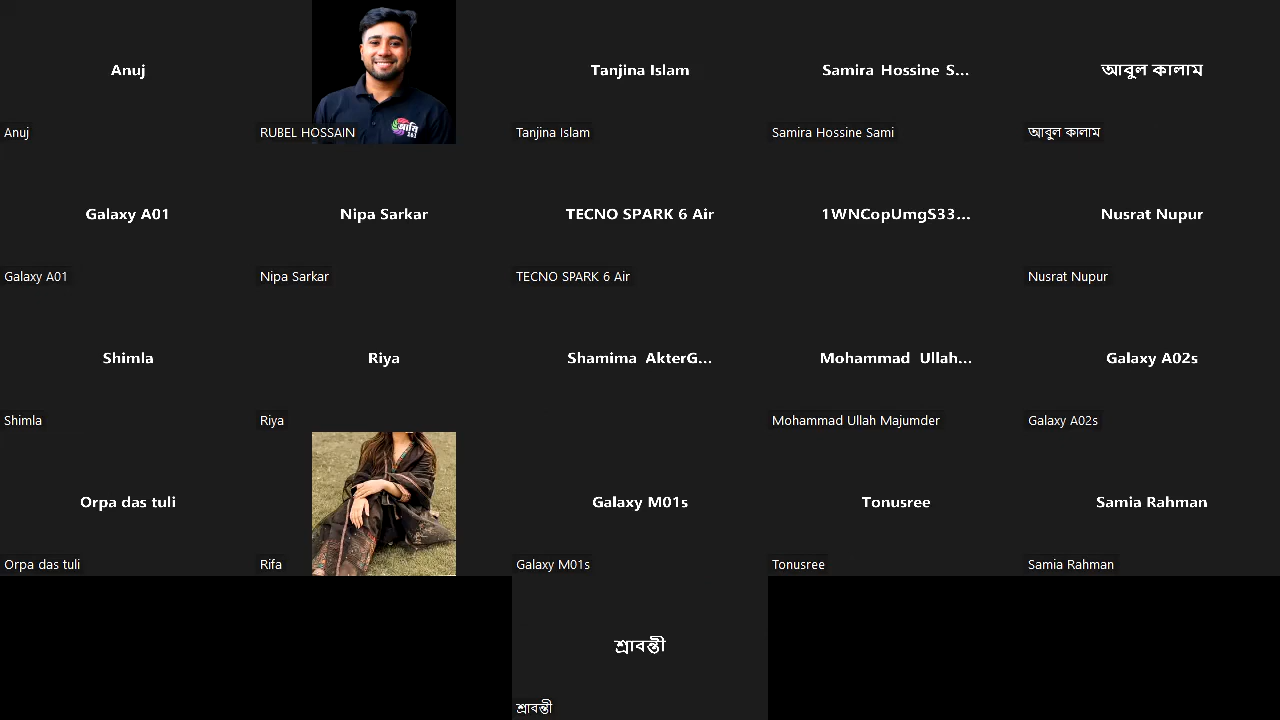 Anuj
Tanjina Islam
Samira Hossine S...
আবুল কালাম
Anuj
RUBEL HOSSAIN
Tanjina Islam
Samira Hossine Sami
আবুল কালাম
Galaxy A01
Nipa Sarkar
TECNO SPARK 6 Air
1WNCopUmgS33...
Nusrat Nupur
Galaxy A01
Nipa Sarkar
TECNO SPARK 6 Air
Nusrat Nupur
Shimla
Riya
Shamima AkterG...
Mohammad Ullah...
Galaxy A02s
Shimla
Riya
Mohammad Ullah Majumder
Galaxy A02s
Orpa das tuli
Galaxy M01s
Tonusree
Samia Rahman
Orpa das tuli
Rifa
Galaxy M01s
Tonusree
Samia Rahman
শ্রাবন্তী
শ্রাবন্তী